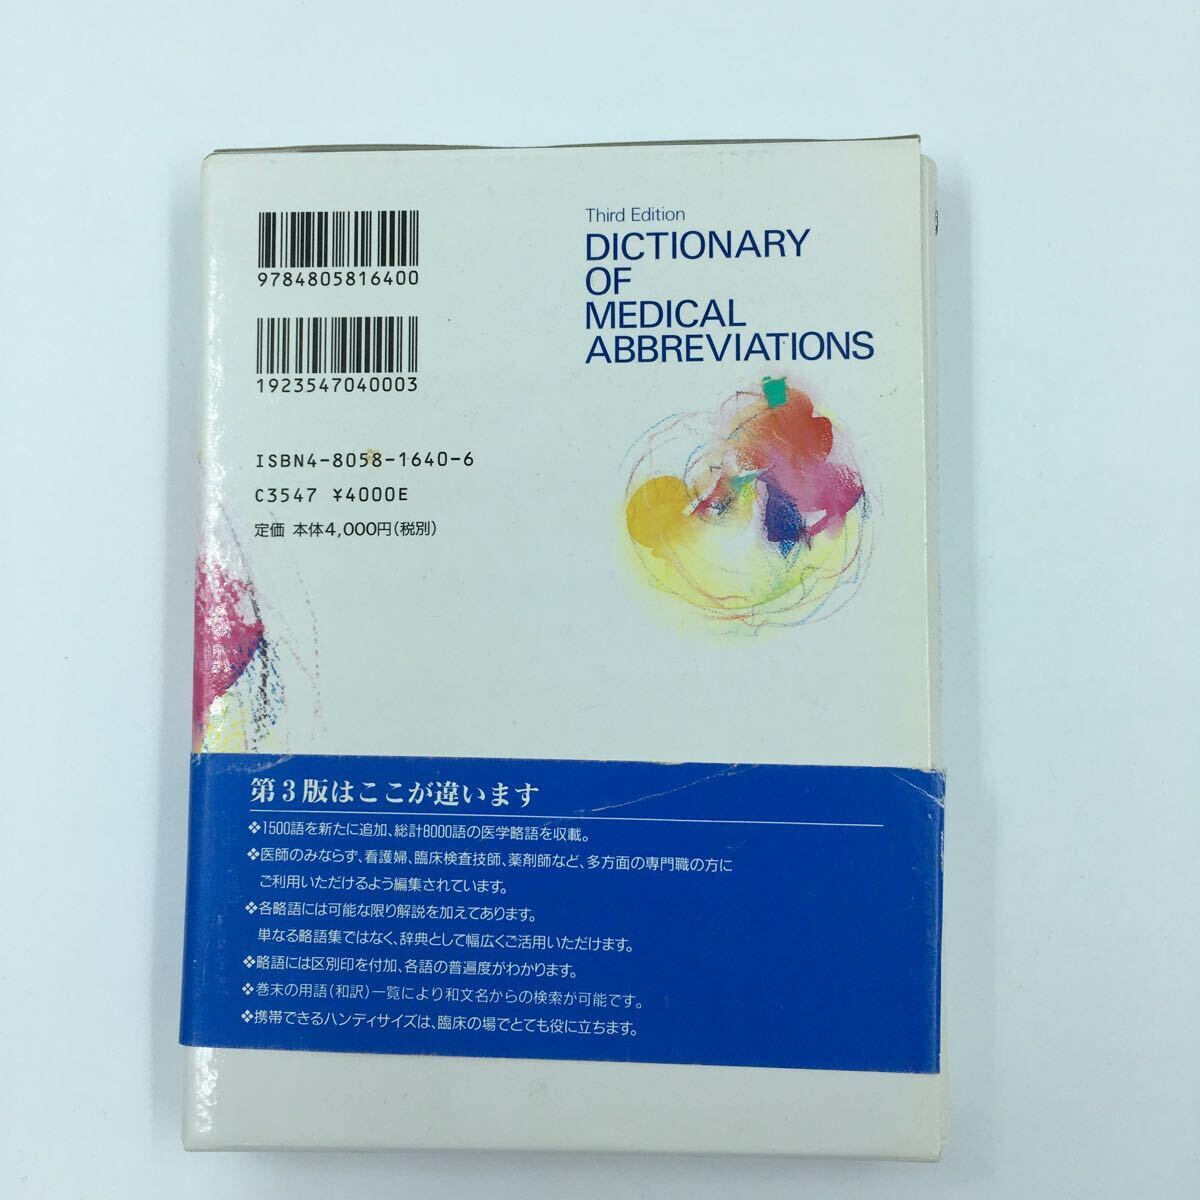 9784805816400
1923547040003
ISBN4-8058-1640-6
C3547 ¥4000E
定価 本体4,000円(税別)
Third Edition
DICTIONARY
OF
MEDICAL
ABBREVIATIONS
第3版はここが違います
❖1500語を新たに追加、総計8000語の医学略語を収載。
❖医師のみならず、看護婦、臨床検査技師、薬剤師など、多方面の専門職の方に
ご利用いただけるよう編集されています。
❖各略語には可能な限り解説を加えてあります。
単なる略語集ではなく、辞典として幅広くご活用いただけます。
❖略語には区別印を付加、各語の普遍度がわかります。
❖巻末の用語(和訳)一覧により和文名からの検索が可能です。
❖携帯できるハンディサイズは、臨床の場でとても役に立ちます。